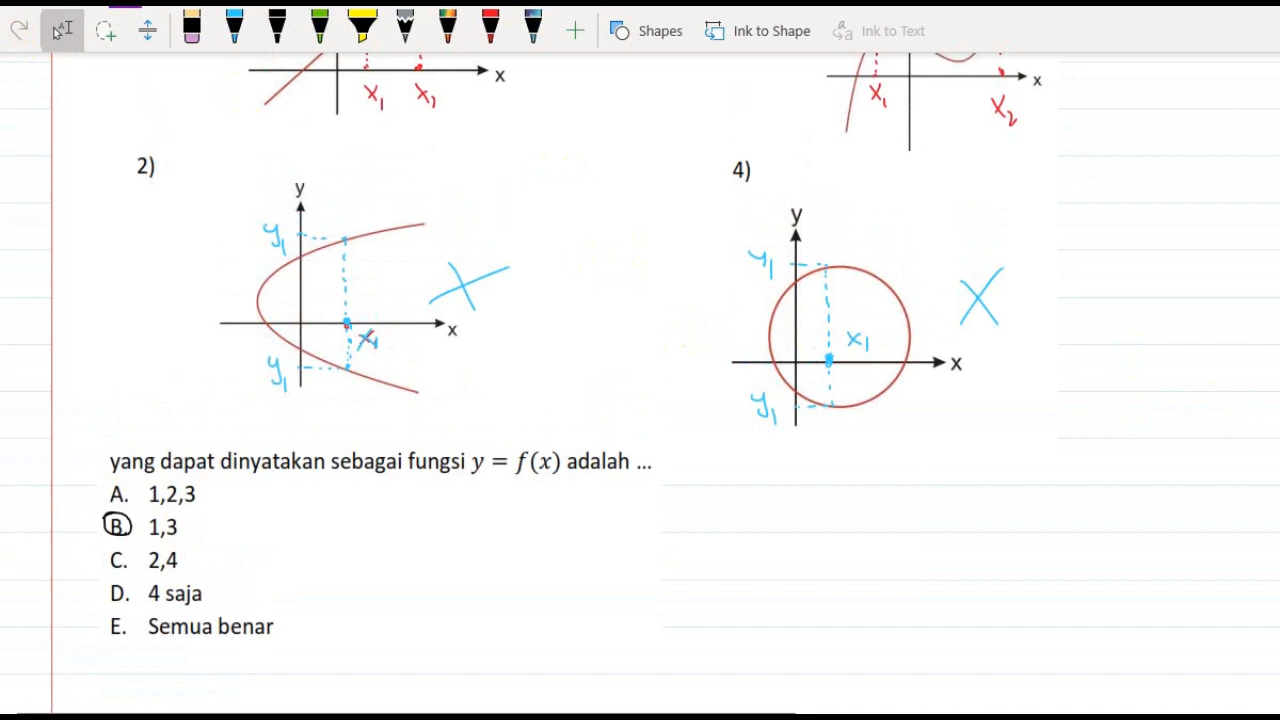 Shapes Ink to Shape Ink to Text
x
x₁ x₂
x
x₁
x₂
2)
y
y₁
x₁
x
y₁
4)
y
y₁
x₁
x
y₁
yang dapat dinyatakan sebagai fungsi y = f(x) adalah ...
A. 1,2,3
B. 1,3
C. 2,4
D. 4 saja
E. Semua benar